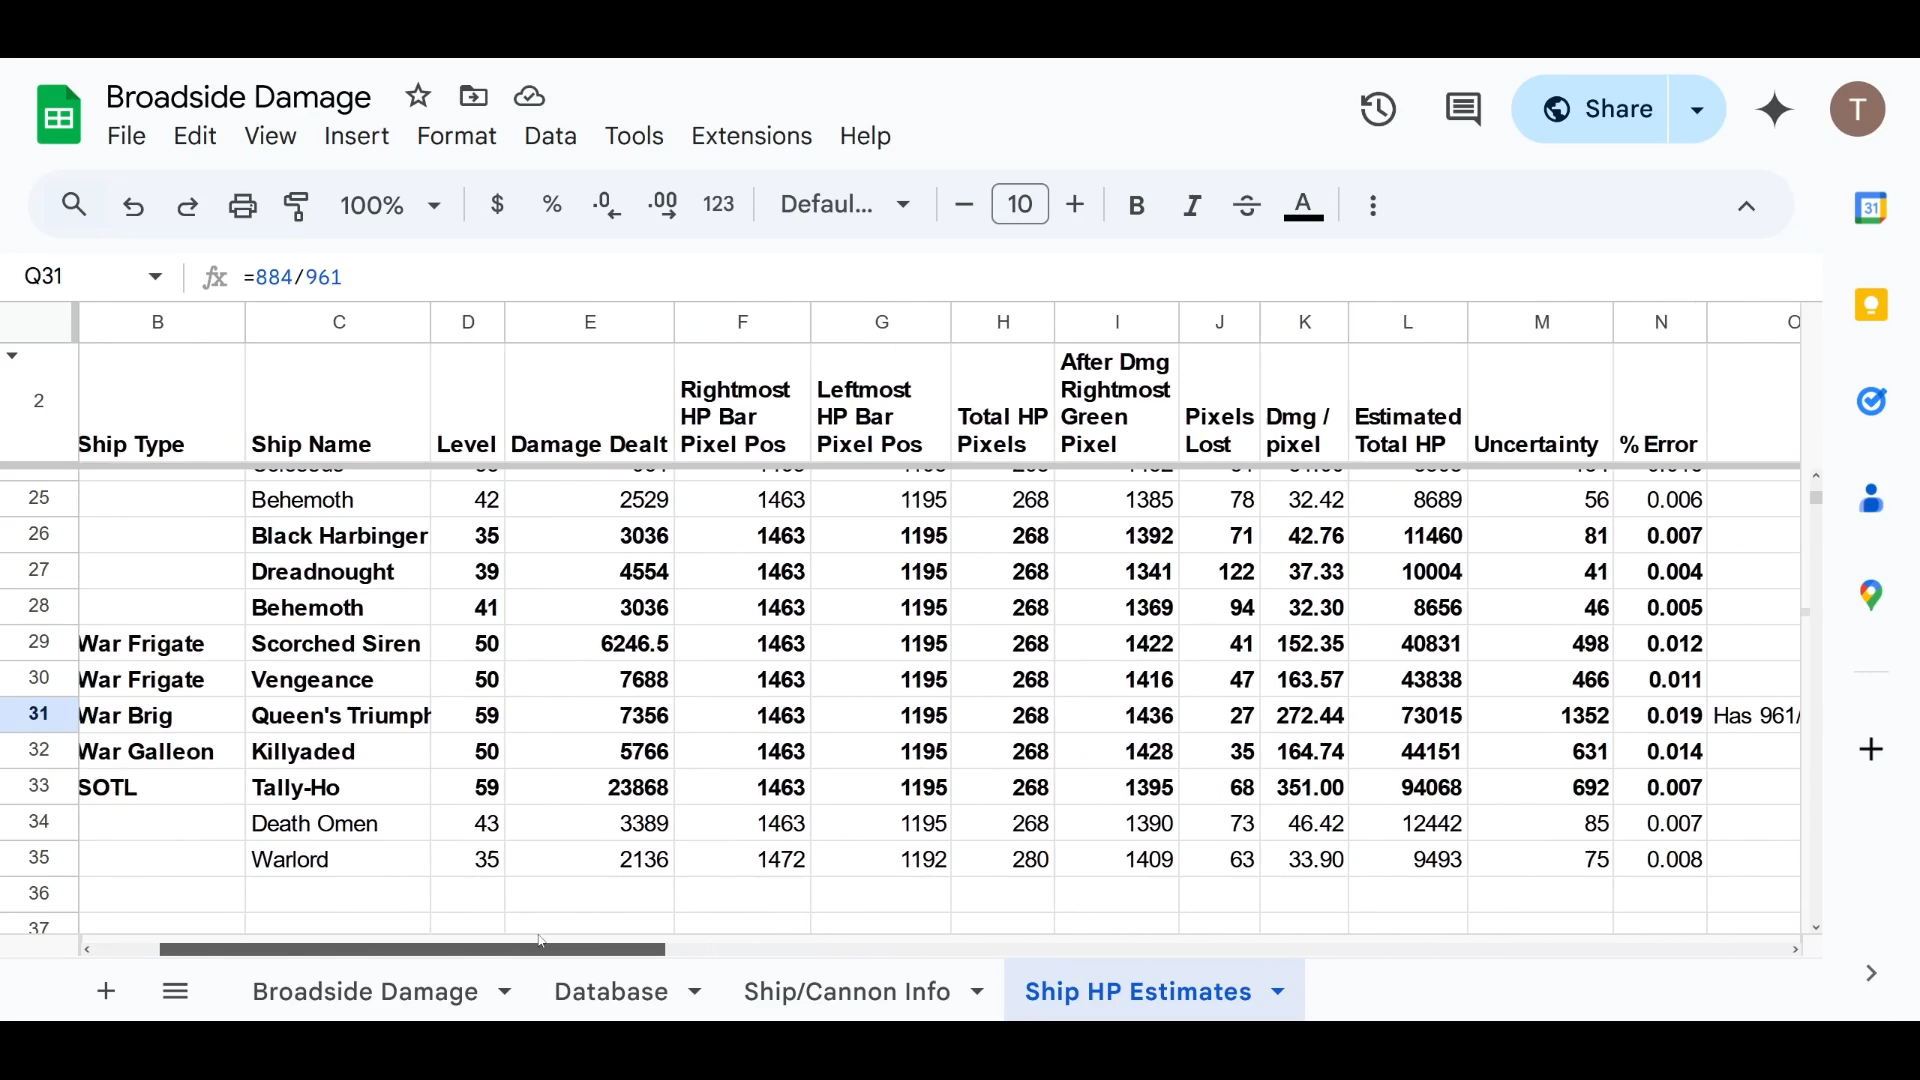 Broadside Damage
File Edit View Insert Format Data Tools Extensions Help
Share
T
100% $ % .0 .00 123 Defaul... − 10 + B I S A
31
Q31 fx =884/961
B C D E F G H I J K L M N O
2 Ship Type Ship Name Level Damage Dealt Rightmost HP Bar Pixel Pos Leftmost HP Bar Pixel Pos Total HP Pixels After Dmg Rightmost Green Pixel Pixels Lost Dmg / pixel Estimated Total HP Uncertainty % Error
25 Behemoth 42 2529 1463 1195 268 1385 78 32.42 8689 56 0.006
26 Black Harbinger 35 3036 1463 1195 268 1392 71 42.76 11460 81 0.007
27 Dreadnought 39 4554 1463 1195 268 1341 122 37.33 10004 41 0.004
28 Behemoth 41 3036 1463 1195 268 1369 94 32.30 8656 46 0.005
29 War Frigate Scorched Siren 50 6246.5 1463 1195 268 1422 41 152.35 40831 498 0.012
30 War Frigate Vengeance 50 7688 1463 1195 268 1416 47 163.57 43838 466 0.011
31 War Brig Queen's Triumph 59 7356 1463 1195 268 1436 27 272.44 73015 1352 0.019 Has 961/
32 War Galleon Killyaded 50 5766 1463 1195 268 1428 35 164.74 44151 631 0.014
33 SOTL Tally-Ho 59 23868 1463 1195 268 1395 68 351.00 94068 692 0.007
34 Death Omen 43 3389 1463 1195 268 1390 73 46.42 12442 85 0.007
35 Warlord 35 2136 1472 1192 280 1409 63 33.90 9493 75 0.008
36
37
Broadside Damage Database Ship/Cannon Info Ship HP Estimates